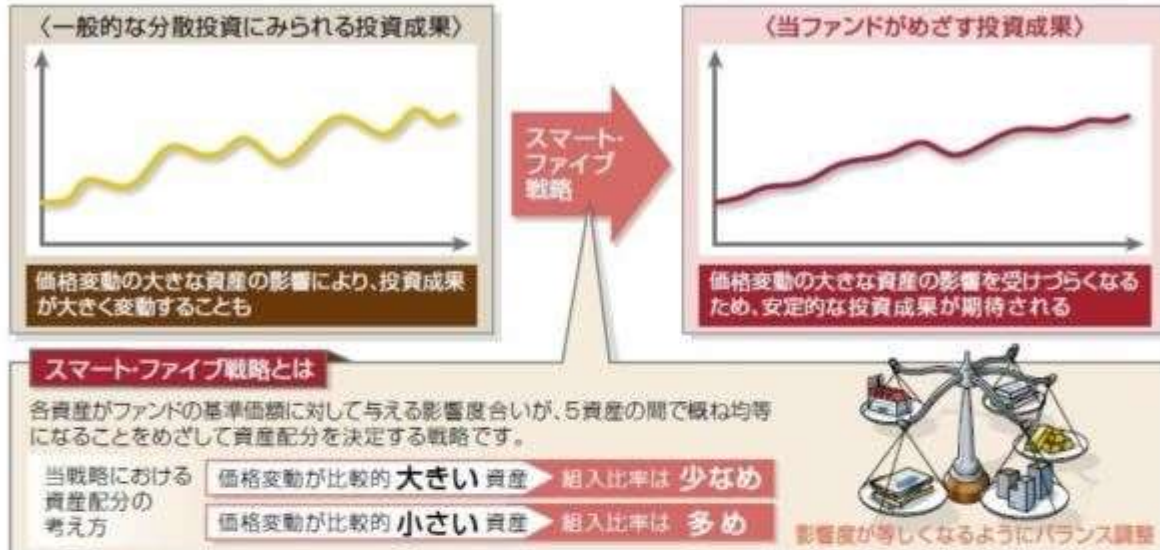 〈一般的な分散投資にみられる投資成果〉
価格変動の大きな資産の影響により、投資成果
が大きく変動することも
スマート・
ファイブ
戦略
〈当ファンドがめざす投資成果〉
価格変動の大きな資産の影響を受けづらくなる
ため、安定的な投資成果が期待される
スマート・ファイブ戦略とは
各資産がファンドの基準価額に対して与える影響度合いが、5資産の間で概ね均等
になることをめざして資産配分を決定する戦略です。
当戦略における
資産配分の
考え方
価格変動が比較的 大きい 資産 組入比率は 少なめ
価格変動が比較的 小さい 資産 組入比率は 多め
影響度が等しくなるようにバランス調整